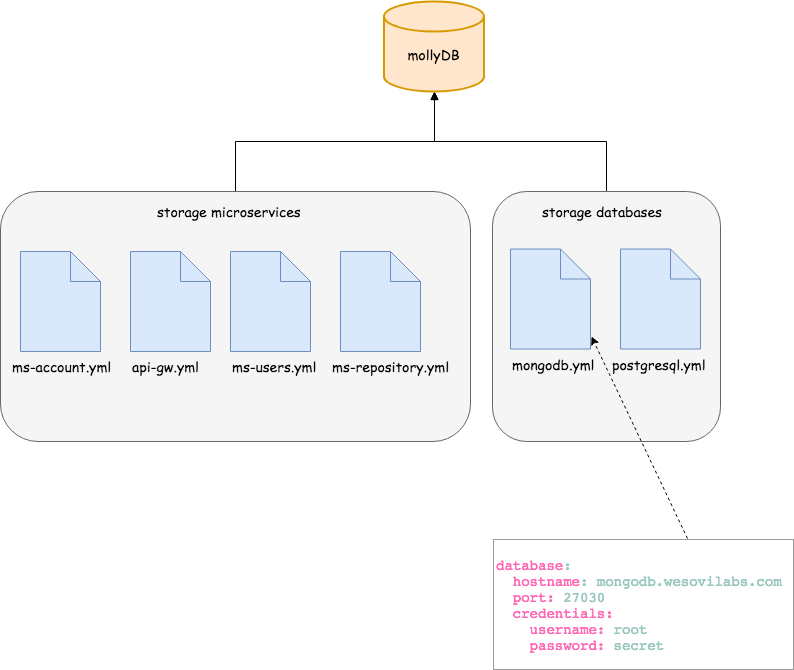 mollyDB
storage microservices
storage databases
ms-account.yml
api-gw.yml
ms-users.yml
ms-repository.yml
mongodb.yml
postgresql.yml
database:
  hostname: mongodb.wesovilabs.com
  port: 27030
  credentials:
    username: root
    password: secret